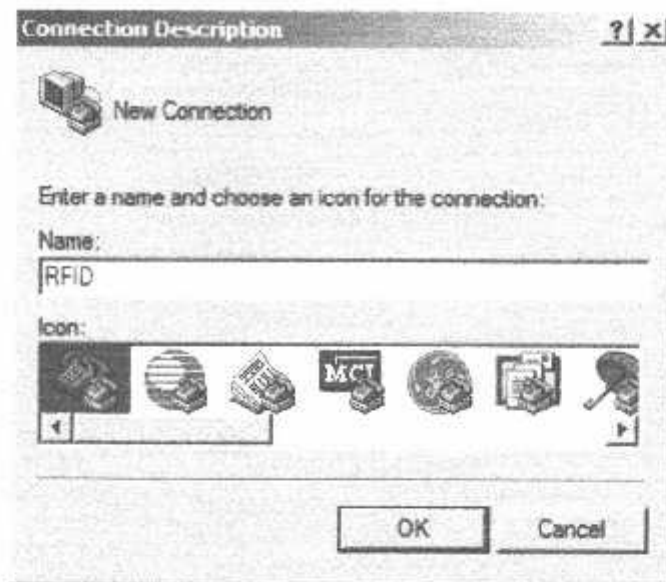 Connection Description
New Connection
Enter a name and choose an icon for the connection:
Name:
RFID
Icon:
MCI
OK
Cancel